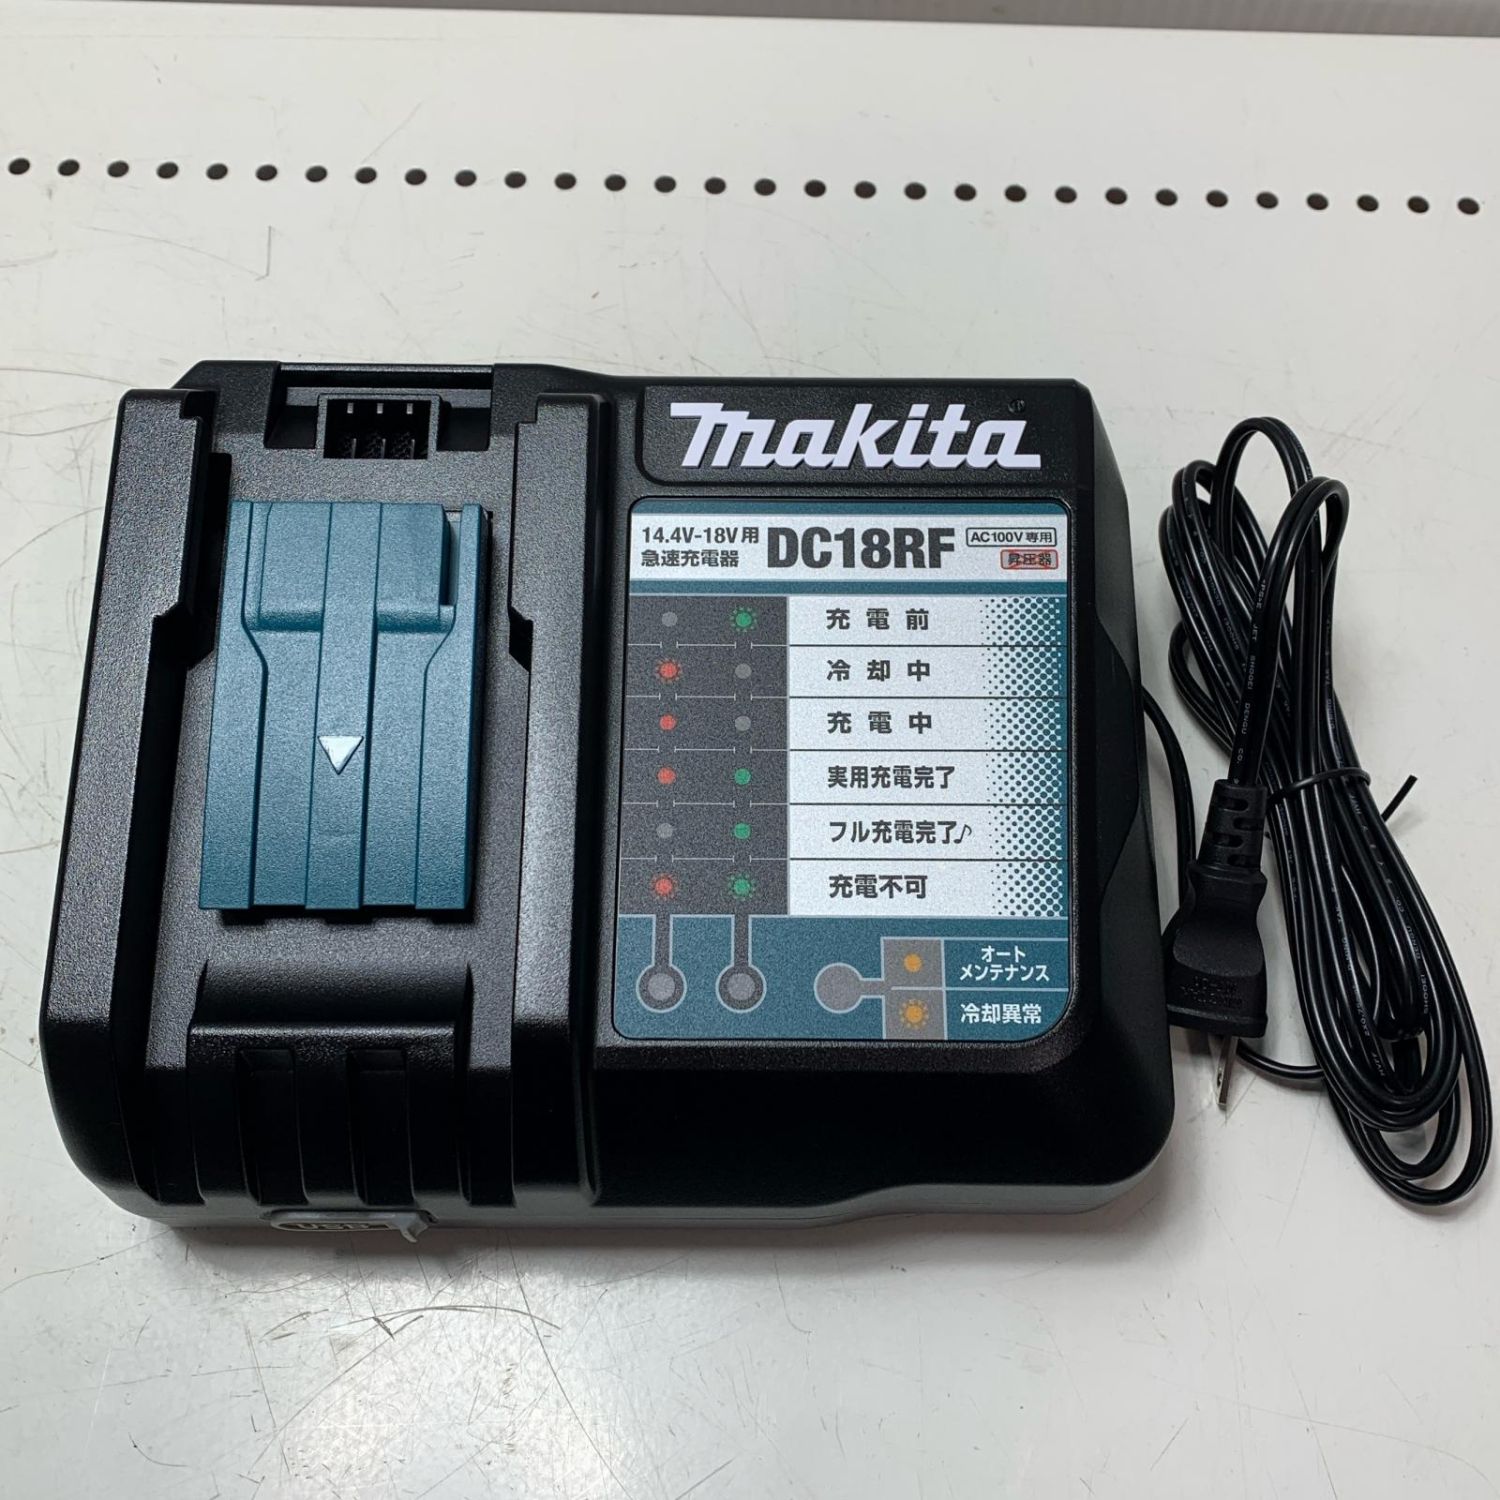 makita
14.4V-18V用
急速充電器
DC18RF
AC100V専用
昇圧器
充電前
冷却中
充電中
実用充電完了
フル充電完了♪
充電不可
オート
メンテナンス
冷却異常
USB